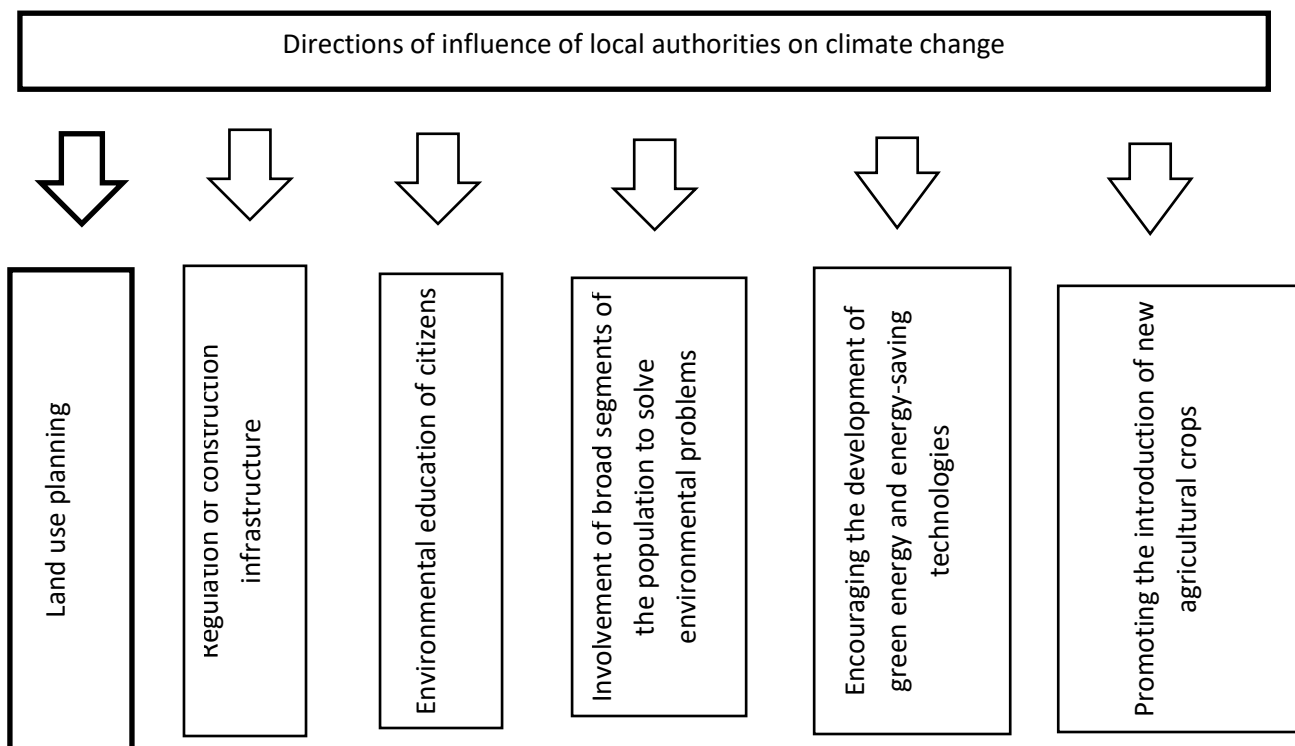 Directions of influence of local authorities on climate change
Land use planning
Regulation of construction
infrastructure
Environmental education of citizens
Involvement of broad segments of
the population to solve
environmental problems
Encouraging the development of
green energy and energy-saving
technologies
Promoting the introduction of new
agricultural crops